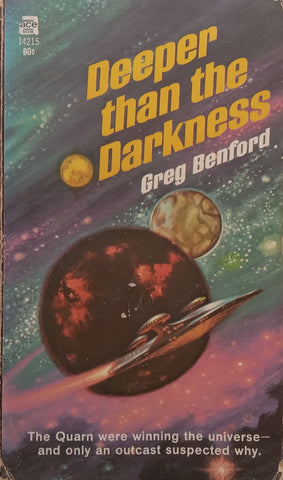 ace
14215
60¢
Deeper
than the
Darkness
Greg Benford
The Quarn were winning the universe—
and only an outcast suspected why.